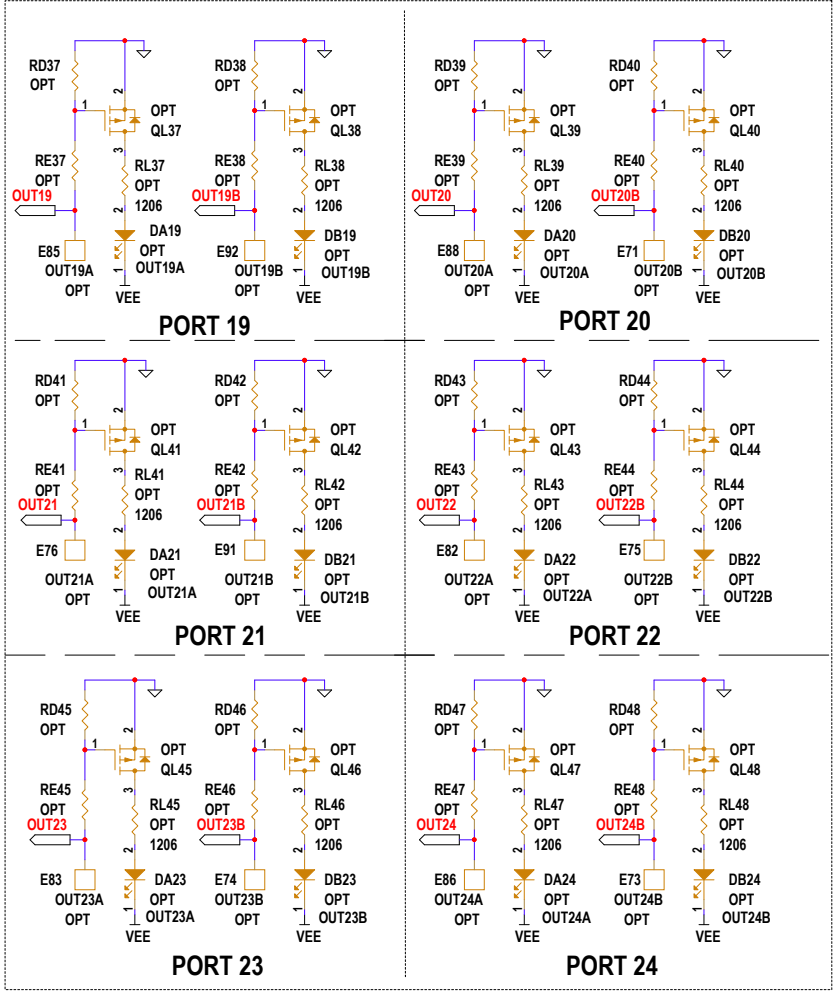 RD37
OPT
2
1
OPT
QL37
3
RE37
OPT
RL37
OPT
1206
OUT19
2
DA19
OPT
OUT19A
E85
OUT19A
OPT
1
VEE
RD38
OPT
2
1
OPT
QL38
3
RE38
OPT
RL38
OPT
1206
OUT19B
2
DB19
OPT
OUT19B
E92
OUT19B
OPT
1
VEE
PORT 19
RD39
OPT
2
1
OPT
QL39
3
RE39
OPT
RL39
OPT
1206
OUT20
2
DA20
OPT
OUT20A
E88
OUT20A
OPT
1
VEE
RD40
OPT
2
1
OPT
QL40
3
RE40
OPT
RL40
OPT
1206
OUT20B
2
DB20
OPT
OUT20B
E71
OUT20B
OPT
1
VEE
PORT 20
RD41
OPT
2
1
OPT
QL41
3
RE41
OPT
RL41
OPT
1206
OUT21
2
DA21
OPT
OUT21A
E76
OUT21A
OPT
1
VEE
RD42
OPT
2
1
OPT
QL42
3
RE42
OPT
RL42
OPT
1206
OUT21B
2
DB21
OPT
OUT21B
E91
OUT21B
OPT
1
VEE
PORT 21
RD43
OPT
2
1
OPT
QL43
3
RE43
OPT
RL43
OPT
1206
OUT22
2
DA22
OPT
OUT22A
E82
OUT22A
OPT
1
VEE
RD44
OPT
2
1
OPT
QL44
3
RE44
OPT
RL44
OPT
1206
OUT22B
2
DB22
OPT
OUT22B
E75
OUT22B
OPT
1
VEE
PORT 22
RD45
OPT
2
1
OPT
QL45
3
RE45
OPT
RL45
OPT
1206
OUT23
2
DA23
OPT
OUT23A
E83
OUT23A
OPT
1
VEE
RD46
OPT
2
1
OPT
QL46
3
RE46
OPT
RL46
OPT
1206
OUT23B
2
DB23
OPT
OUT23B
E74
OUT23B
OPT
1
VEE
PORT 23
RD47
OPT
2
1
OPT
QL47
3
RE47
OPT
RL47
OPT
1206
OUT24
2
DA24
OPT
OUT24A
E86
OUT24A
OPT
1
VEE
RD48
OPT
2
1
OPT
QL48
3
RE48
OPT
RL48
OPT
1206
OUT24B
2
DB24
OPT
OUT24B
E73
OUT24B
OPT
1
VEE
PORT 24